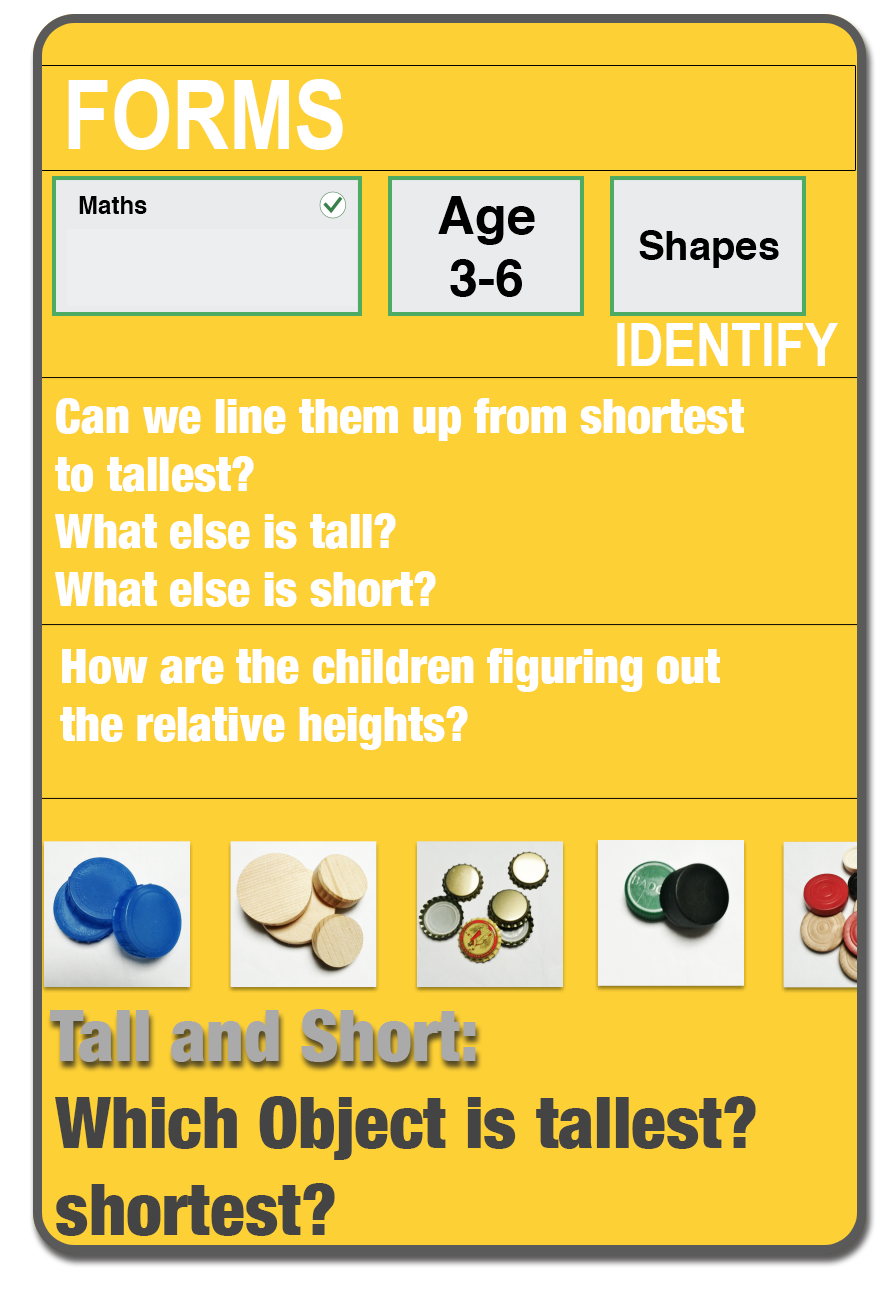 FORMS
Maths
Age
3-6
Shapes
IDENTIFY
Can we line them up from shortest
to tallest?
What else is tall?
What else is short?
How are the children figuring out
the relative heights?
Tall and Short:
Which Object is tallest?
shortest?